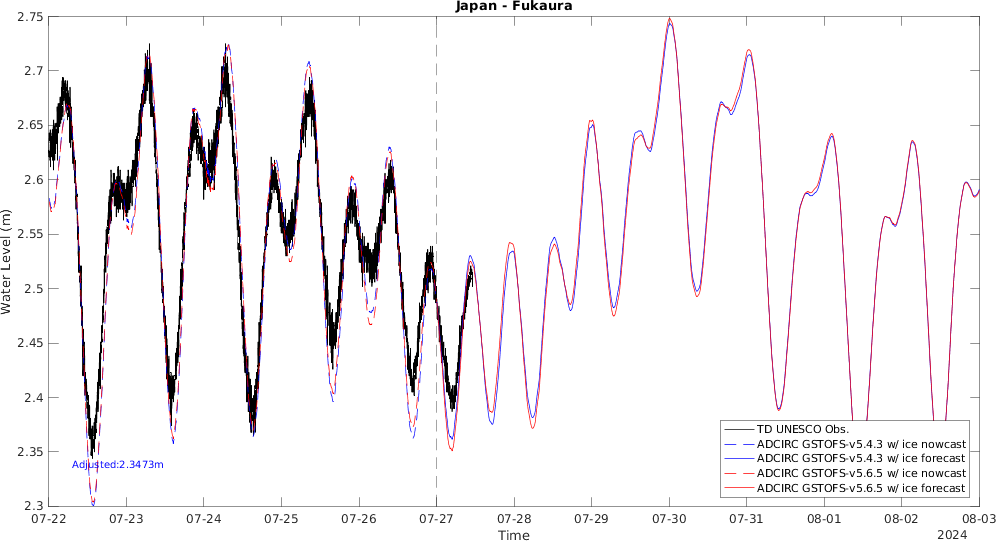 Japan - Fukaura
Water Level (m)
2.75
2.7
2.65
2.6
2.55
2.5
2.45
2.4
2.35
2.3
Adjusted:2.3473m
TD UNESCO Obs.
ADCIRC GSTOFS-v5.4.3 w/ ice nowcast
ADCIRC GSTOFS-v5.4.3 w/ ice forecast
ADCIRC GSTOFS-v5.6.5 w/ ice nowcast
ADCIRC GSTOFS-v5.6.5 w/ ice forecast
07-22 07-23 07-24 07-25 07-26 07-27 07-28 07-29 07-30 07-31 08-01 08-02 08-03
Time
2024